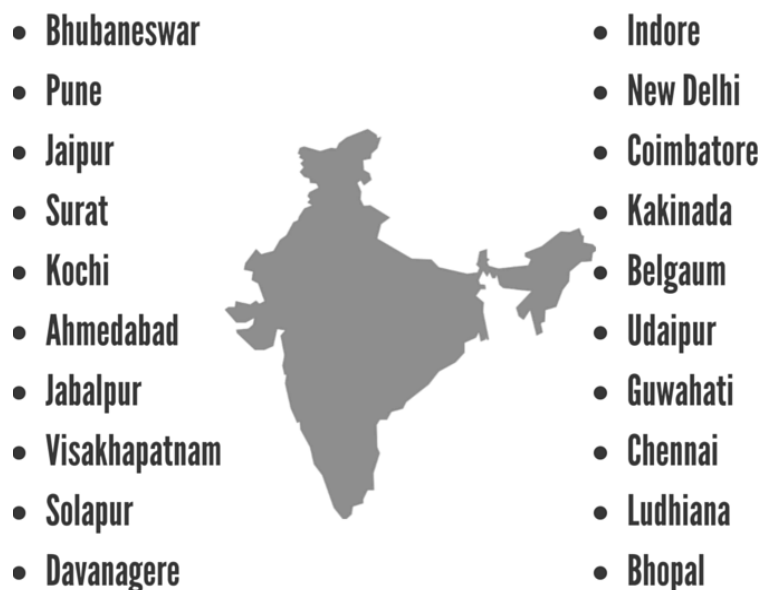 • Bhubaneswar
• Pune
• Jaipur
• Surat
• Kochi
• Ahmedabad
• Jabalpur
• Visakhapatnam
• Solapur
• Davanagere
• Indore
• New Delhi
• Coimbatore
• Kakinada
• Belgaum
• Udaipur
• Guwahati
• Chennai
• Ludhiana
• Bhopal